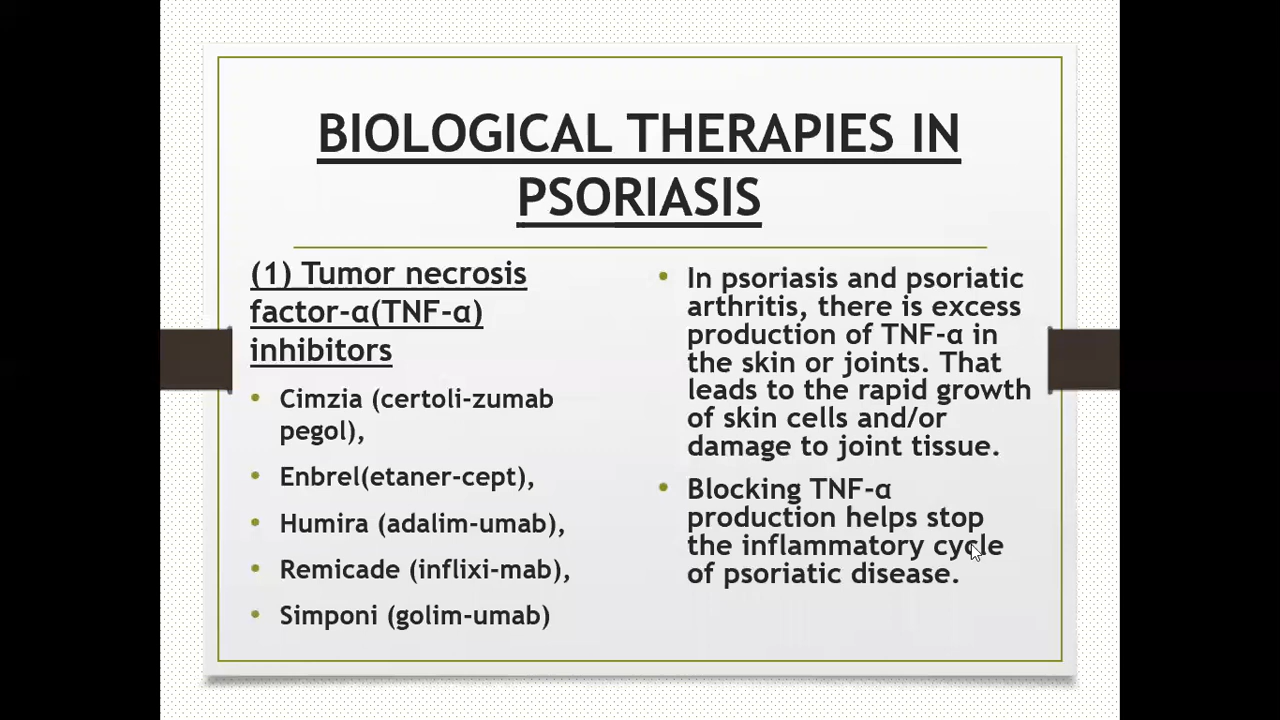 BIOLOGICAL THERAPIES IN
PSORIASIS
(1) Tumor necrosis
factor-α(TNF-α)
inhibitors
• Cimzia (certoli-zumab
pegol),
• Enbrel(etaner-cept),
• Humira (adalim-umab),
• Remicade (inflixi-mab),
• Simponi (golim-umab)
• In psoriasis and psoriatic
arthritis, there is excess
production of TNF-α in
the skin or joints. That
leads to the rapid growth
of skin cells and/or
damage to joint tissue.
• Blocking TNF-α
production helps stop
the inflammatory cycle
of psoriatic disease.